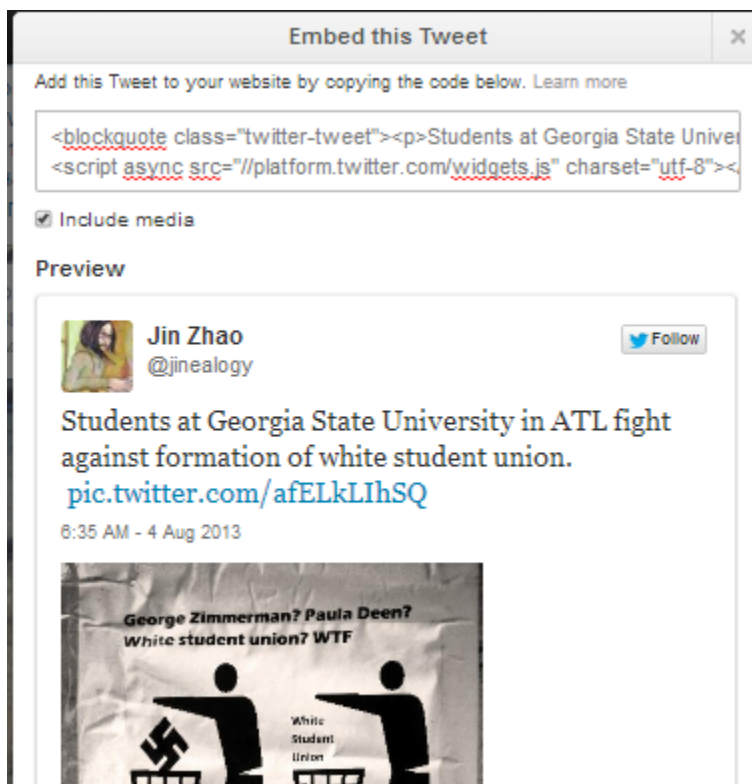 Embed this Tweet
Add this Tweet to your website by copying the code below. Learn more
<blockquote class="twitter-tweet"><p>Students at Georgia State Univer
<script async src="//platform.twitter.com/widgets.js" charset="utf-8"><
Include media
Preview
Jin Zhao
@jinealogy
Follow
Students at Georgia State University in ATL fight
against formation of white student union.
pic.twitter.com/afELkLIhSQ
6:35 AM - 4 Aug 2013
George Zimmerman? Paula Deen?
White student union? WTF
White
Student
Union